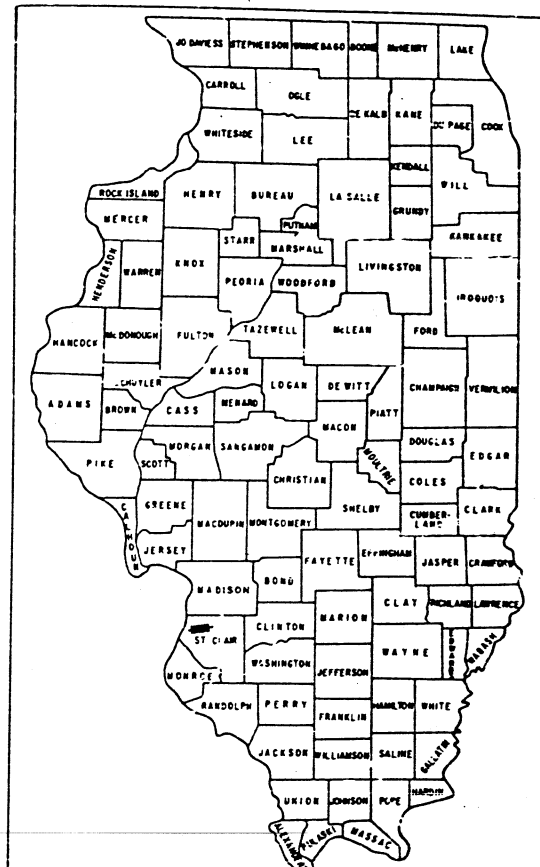 JO DAVIESS STEPHENSON WINNEBAGO BOONE McHENRY LAKE
CARROLL OGLE DE KALB KANE DU PAGE COOK
WHITESIDE LEE
KENDALL
ROCK ISLAND HENRY BUREAU LA SALLE WILL
MERCER PUTNAM GRUNDY
STARR MARSHALL KANKAKEE
HENDERSON WARREN KNOX PEORIA WOODFORD LIVINGSTON
IROQUOIS
HANCOCK McDONOUGH FULTON TAZEWELL McLEAN FORD
MASON
SCHUYLER LOGAN DE WITT CHAMPAIGN VERMILION
ADAMS BROWN CASS MENARD PIATT
MACON
PIKE SCOTT MORGAN SANGAMON MOULTRIE DOUGLAS EDGAR
CHRISTIAN COLES
CALHOUN GREENE MACOUPIN MONTGOMERY SHELBY CUMBER-
LAND CLARK
JERSEY FAYETTE EFFINGHAM JASPER CRAWFORD
MADISON BOND
CLAY RICHLAND LAWRENCE
ST. CLAIR CLINTON MARION
WASHINGTON WAYNE EDWARDS WABASH
MONROE JEFFERSON
RANDOLPH PERRY HAMILTON WHITE
FRANKLIN
JACKSON WILLIAMSON SALINE GALLATIN
UNION JOHNSON POPE HARDIN
ALEXANDER PULASKI MASSAC